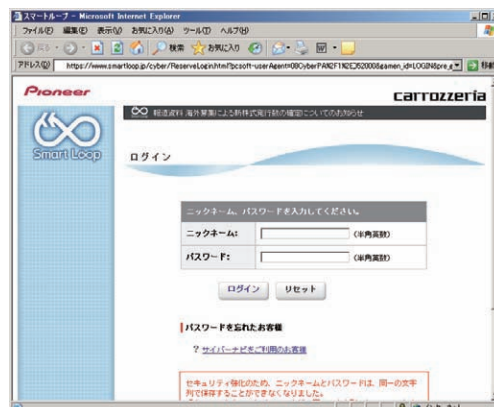 スマートループ - Microsoft Internet Explorer
ファイル(F) 編集(E) 表示(V) お気に入り(A) ツール(T) ヘルプ(H)
戻る 検索 お気に入り
アドレス(D)
移動
Pioneer
carrozzeria
Smart Loop
ログイン
ニックネーム、パスワードを入力してください。
ニックネーム: (半角英数)
パスワード: (半角英数)
ログイン リセット
パスワードを忘れたお客様
? サイバーナビをご利用のお客様
セキュリティ強化のため、ニックネームとパスワードは、同一の文字
列で保存することができなくなりました。